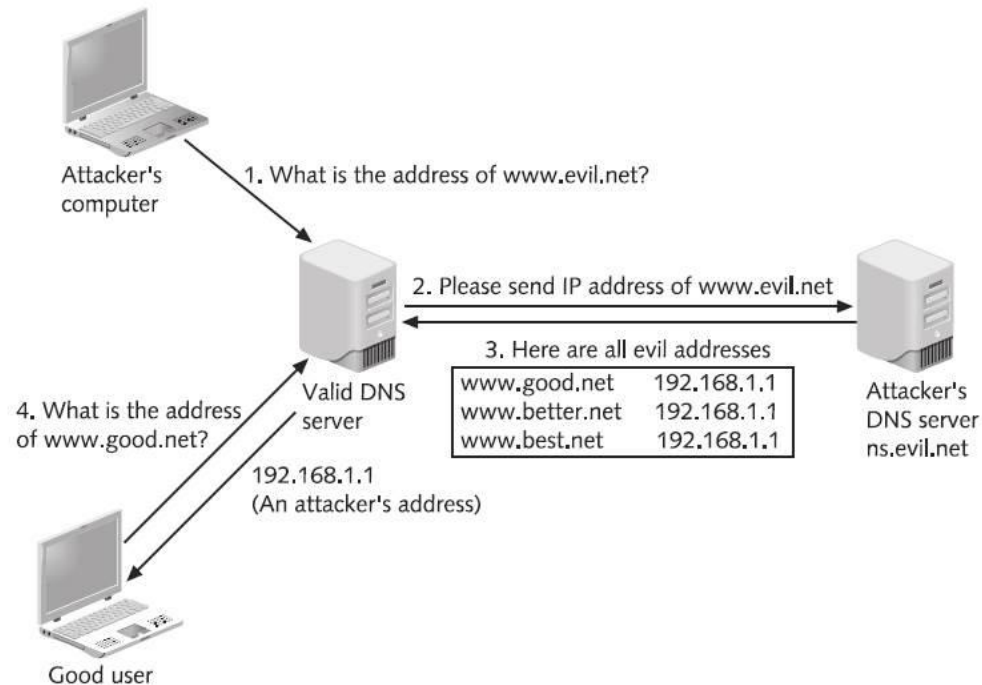 Attacker's
computer
1. What is the address of www.evil.net?
2. Please send IP address of www.evil.net
3. Here are all evil addresses
www.good.net 192.168.1.1
www.better.net 192.168.1.1
www.best.net 192.168.1.1
Valid DNS
server
Attacker's
DNS server
ns.evil.net
4. What is the address
of www.good.net?
192.168.1.1
(An attacker's address)
Good user